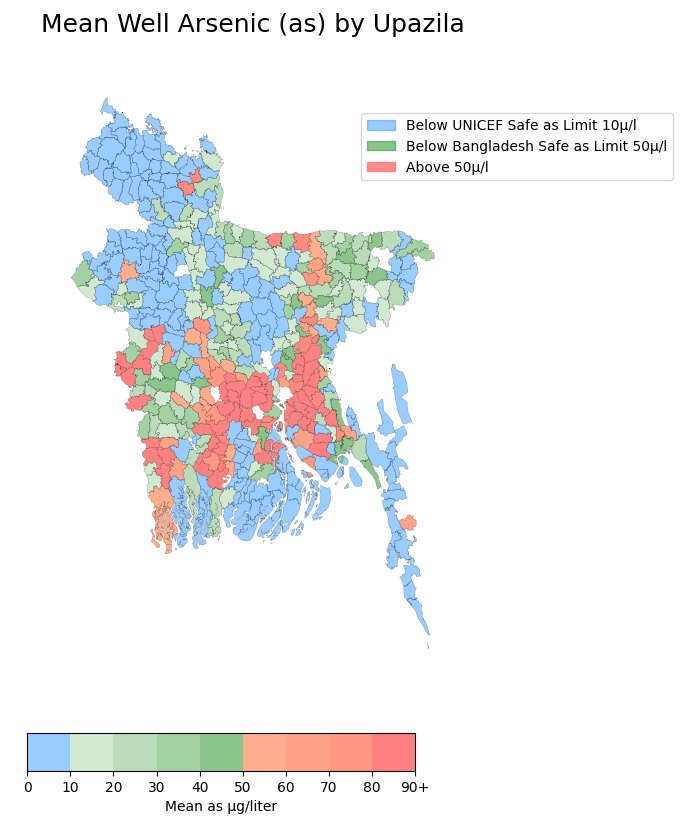 Mean Well Arsenic (as) by Upazila
Below UNICEF Safe as Limit 10µ/l
Below Bangladesh Safe as Limit 50µ/l
Above 50µ/l
0 10 20 30 40 50 60 70 80 90+
Mean as µg/liter